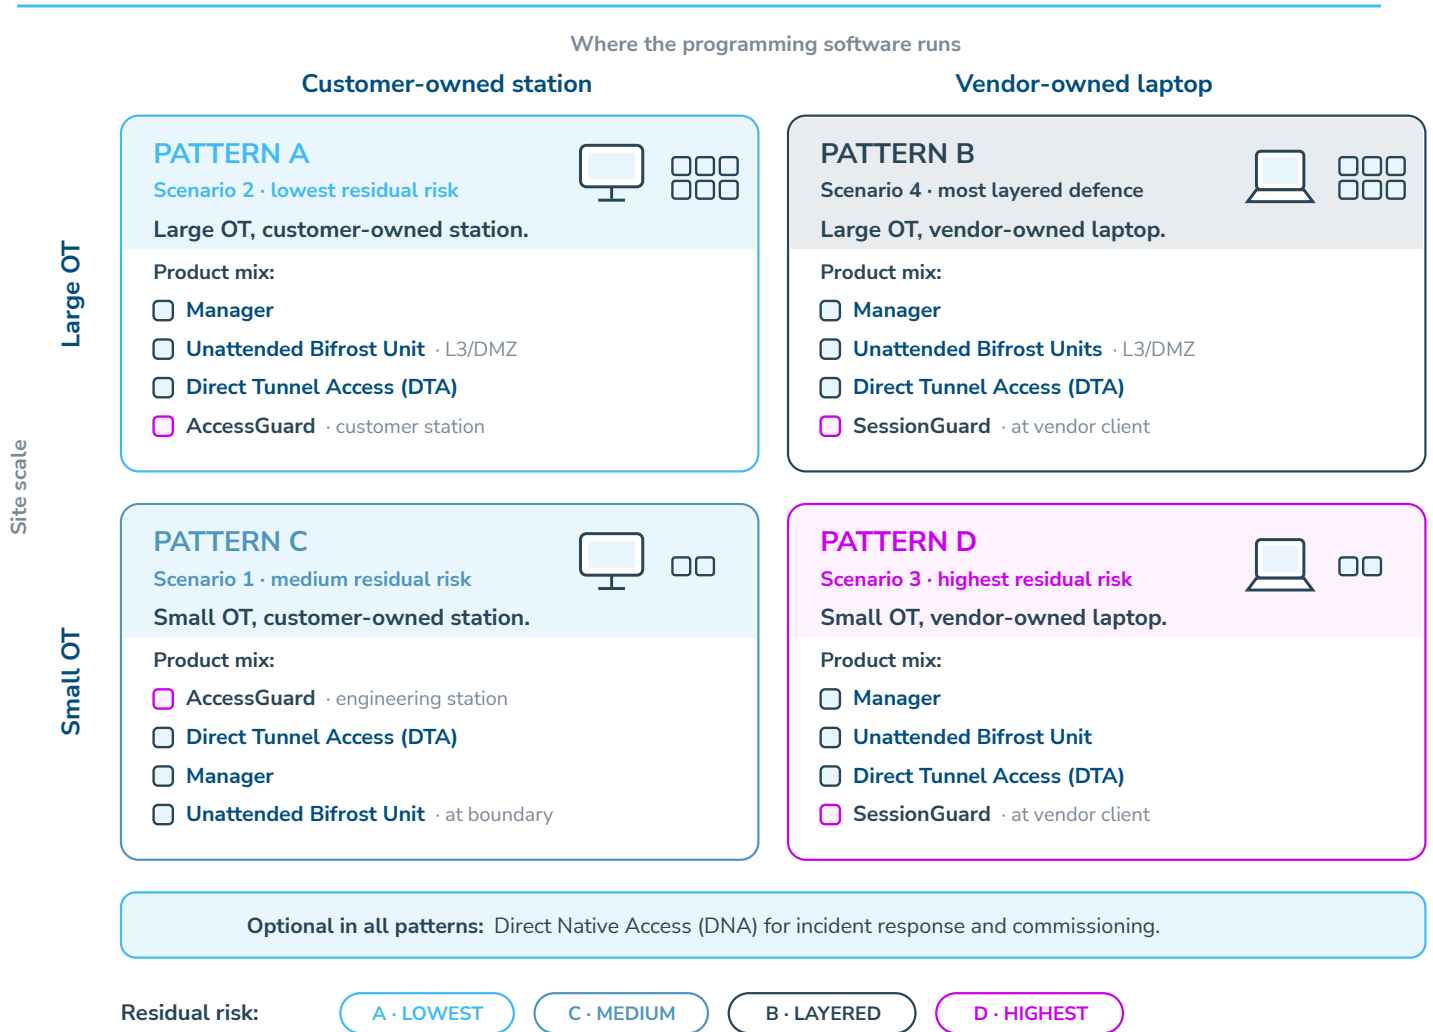 Where the programming software runs
Customer-owned station
Vendor-owned laptop
Site scale
Large OT
PATTERN A
Scenario 2 · lowest residual risk
Large OT, customer-owned station.
Product mix:
Manager
Unattended Bifrost Unit · L3/DMZ
Direct Tunnel Access (DTA)
AccessGuard · customer station
PATTERN B
Scenario 4 · most layered defence
Large OT, vendor-owned laptop.
Product mix:
Manager
Unattended Bifrost Units · L3/DMZ
Direct Tunnel Access (DTA)
SessionGuard · at vendor client
Small OT
PATTERN C
Scenario 1 · medium residual risk
Small OT, customer-owned station.
Product mix:
AccessGuard · engineering station
Direct Tunnel Access (DTA)
Manager
Unattended Bifrost Unit · at boundary
PATTERN D
Scenario 3 · highest residual risk
Small OT, vendor-owned laptop.
Product mix:
Manager
Unattended Bifrost Unit
Direct Tunnel Access (DTA)
SessionGuard · at vendor client
Optional in all patterns: Direct Native Access (DNA) for incident response and commissioning.
Residual risk:
A · LOWEST
C · MEDIUM
B · LAYERED
D · HIGHEST